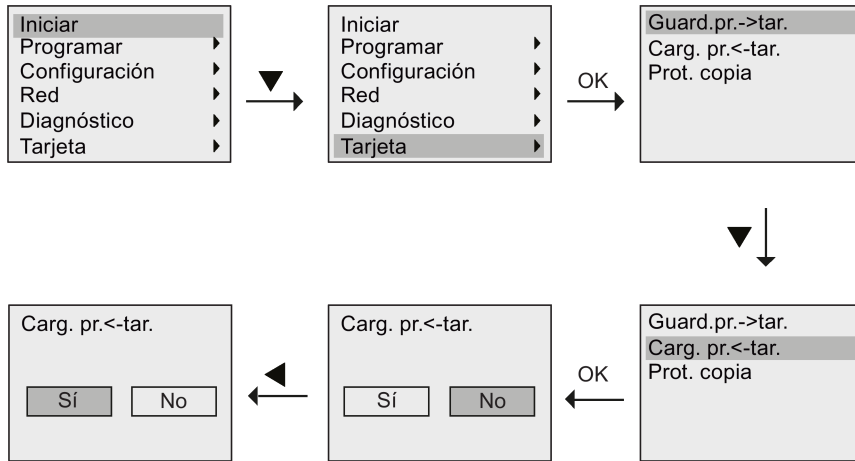 Iniciar
Programar
Configuración
Red
Diagnóstico
Tarjeta
Iniciar
Programar
Configuración
Red
Diagnóstico
Tarjeta
OK
Guard.pr.->tar.
Carg. pr.<-tar.
Prot. copia
Carg. pr.<-tar.
Sí No
Carg. pr.<-tar.
Sí No
OK
Guard.pr.->tar.
Carg. pr.<-tar.
Prot. copia